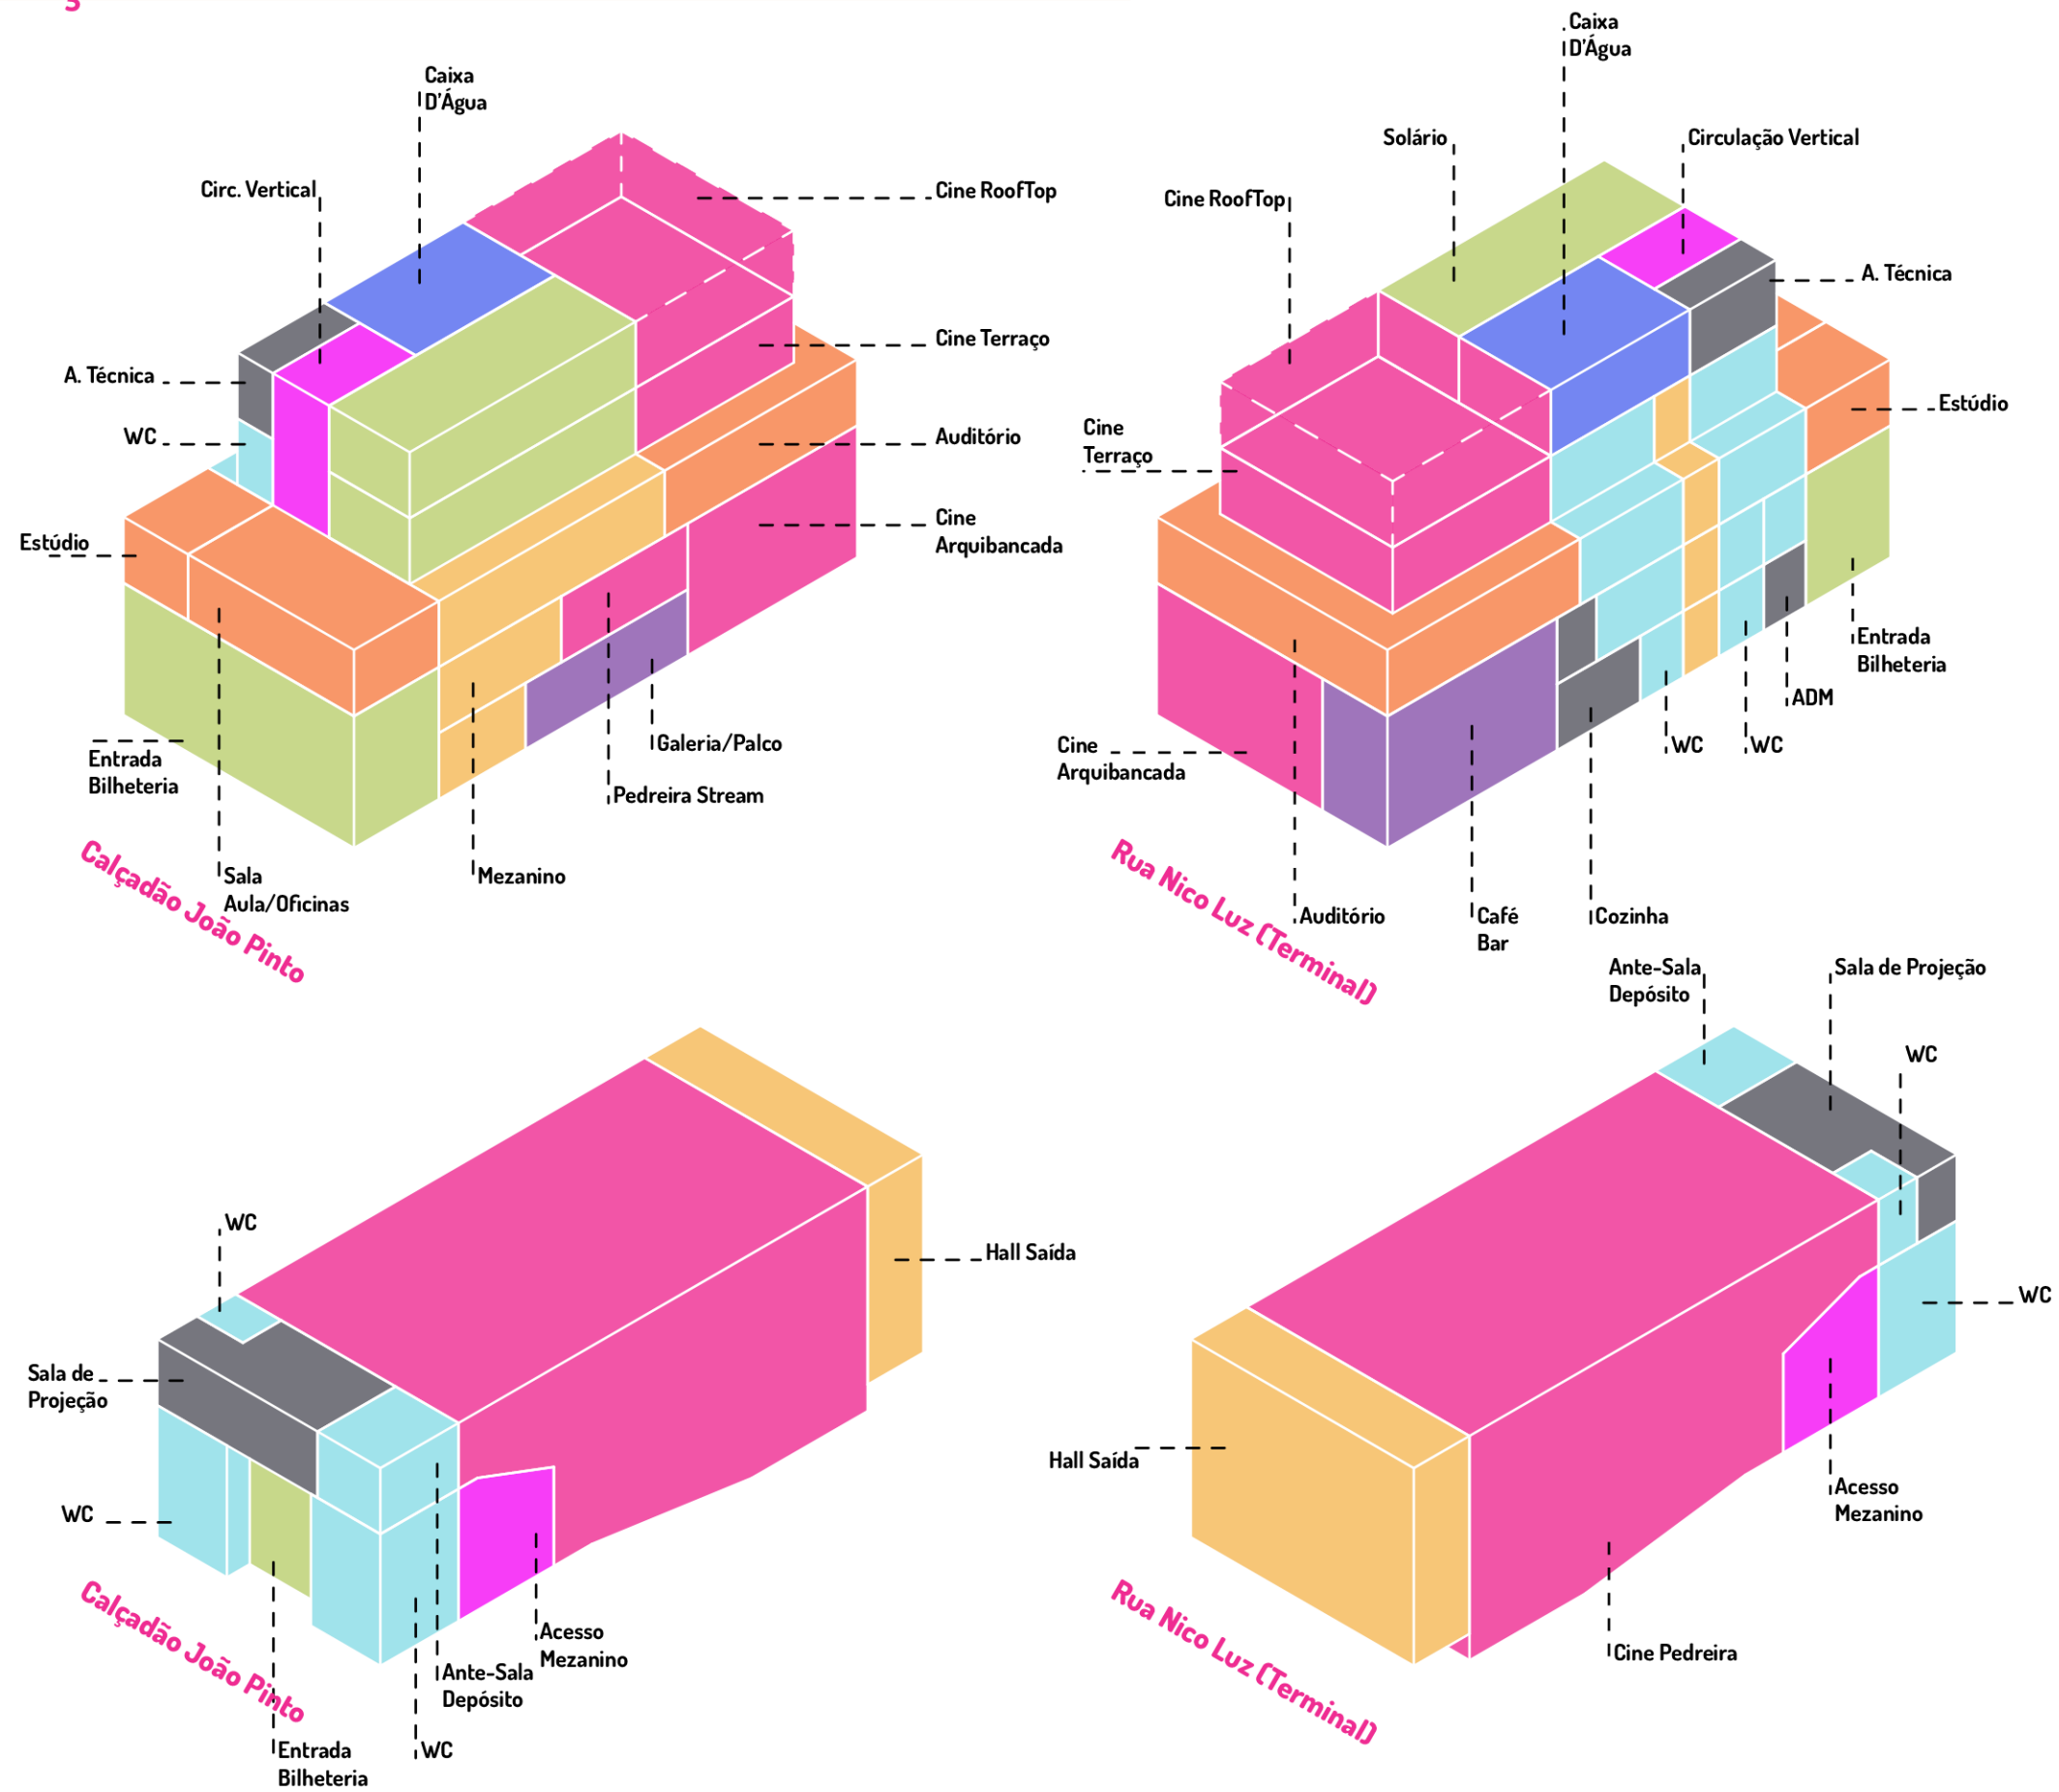 Caixa
D'Água
Circ. Vertical
Cine RoofTop
A. Técnica
Cine Terraço
WC
Auditório
Estúdio
Cine
Arquibancada
Entrada
Bilheteria
Galeria/Palco
Pedreira Stream
Sala
Aula/Oficinas
Mezanino
Calçadão João Pinto
Caixa
D'Água
Solário
Circulação Vertical
Cine RoofTop
A. Técnica
Cine
Terraço
Estúdio
Entrada
Bilheteria
ADM
WC
WC
Cine
Arquibancada
Auditório
Café
Bar
Cozinha
Rua Nico Luz (Terminal)
WC
Hall Saída
Sala de
Projeção
WC
Acesso
Mezanino
Ante-Sala
Depósito
Entrada
Bilheteria
WC
Calçadão João Pinto
Ante-Sala
Depósito
Sala de Projeção
WC
WC
Hall Saída
Acesso
Mezanino
Cine Pedreira
Rua Nico Luz (Terminal)